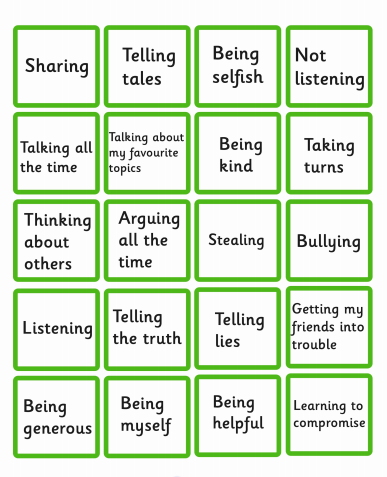 Sharing
Telling
tales
Being
selfish
Not
listening
Talking all
the time
Talking about
my favourite
topics
Being
kind
Taking
turns
Thinking
about
others
Arguing
all the
time
Stealing
Bullying
Listening
Telling
the truth
Telling
lies
Getting my
friends into
trouble
Being
generous
Being
myself
Being
helpful
Learning to
compromise